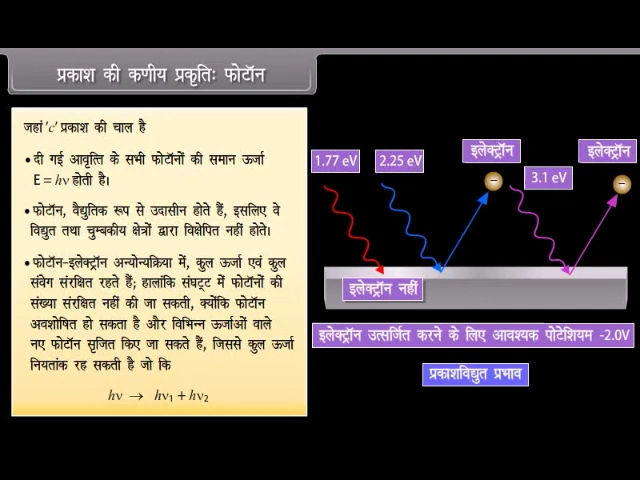 प्रकाश की कणीय प्रकृतिः फोटॉन
जहां 'c' प्रकाश की चाल है
• दी गई आवृत्ति के सभी फोटॉनों की समान ऊर्जा
E = hν होती है।
• फोटॉन, वैद्युतिक रूप से उदासीन होते हैं, इसलिए वे
विद्युत तथा चुम्बकीय क्षेत्रों द्वारा विक्षेपित नहीं होते।
• फोटॉन-इलेक्ट्रॉन अन्योन्यक्रिया में, कुल ऊर्जा एवं कुल
संवेग संरक्षित रहते हैं; हालांकि संघट्ट में फोटॉनों की
संख्या संरक्षित नहीं की जा सकती, क्योंकि फोटॉन
अवशोषित हो सकता है और विभिन्न ऊर्जाओं वाले
नए फोटॉन सृजित किए जा सकते हैं, जिससे कुल ऊर्जा
नियतांक रह सकती है जो कि
hν → hν₁ + hν₂
इलेक्ट्रॉन
इलेक्ट्रॉन
1.77 eV
2.25 eV
3.1 eV
–
–
इलेक्ट्रॉन नहीं
इलेक्ट्रॉन उत्सर्जित करने के लिए आवश्यक पोटेशियम -2.0V
प्रकाशविद्युत प्रभाव